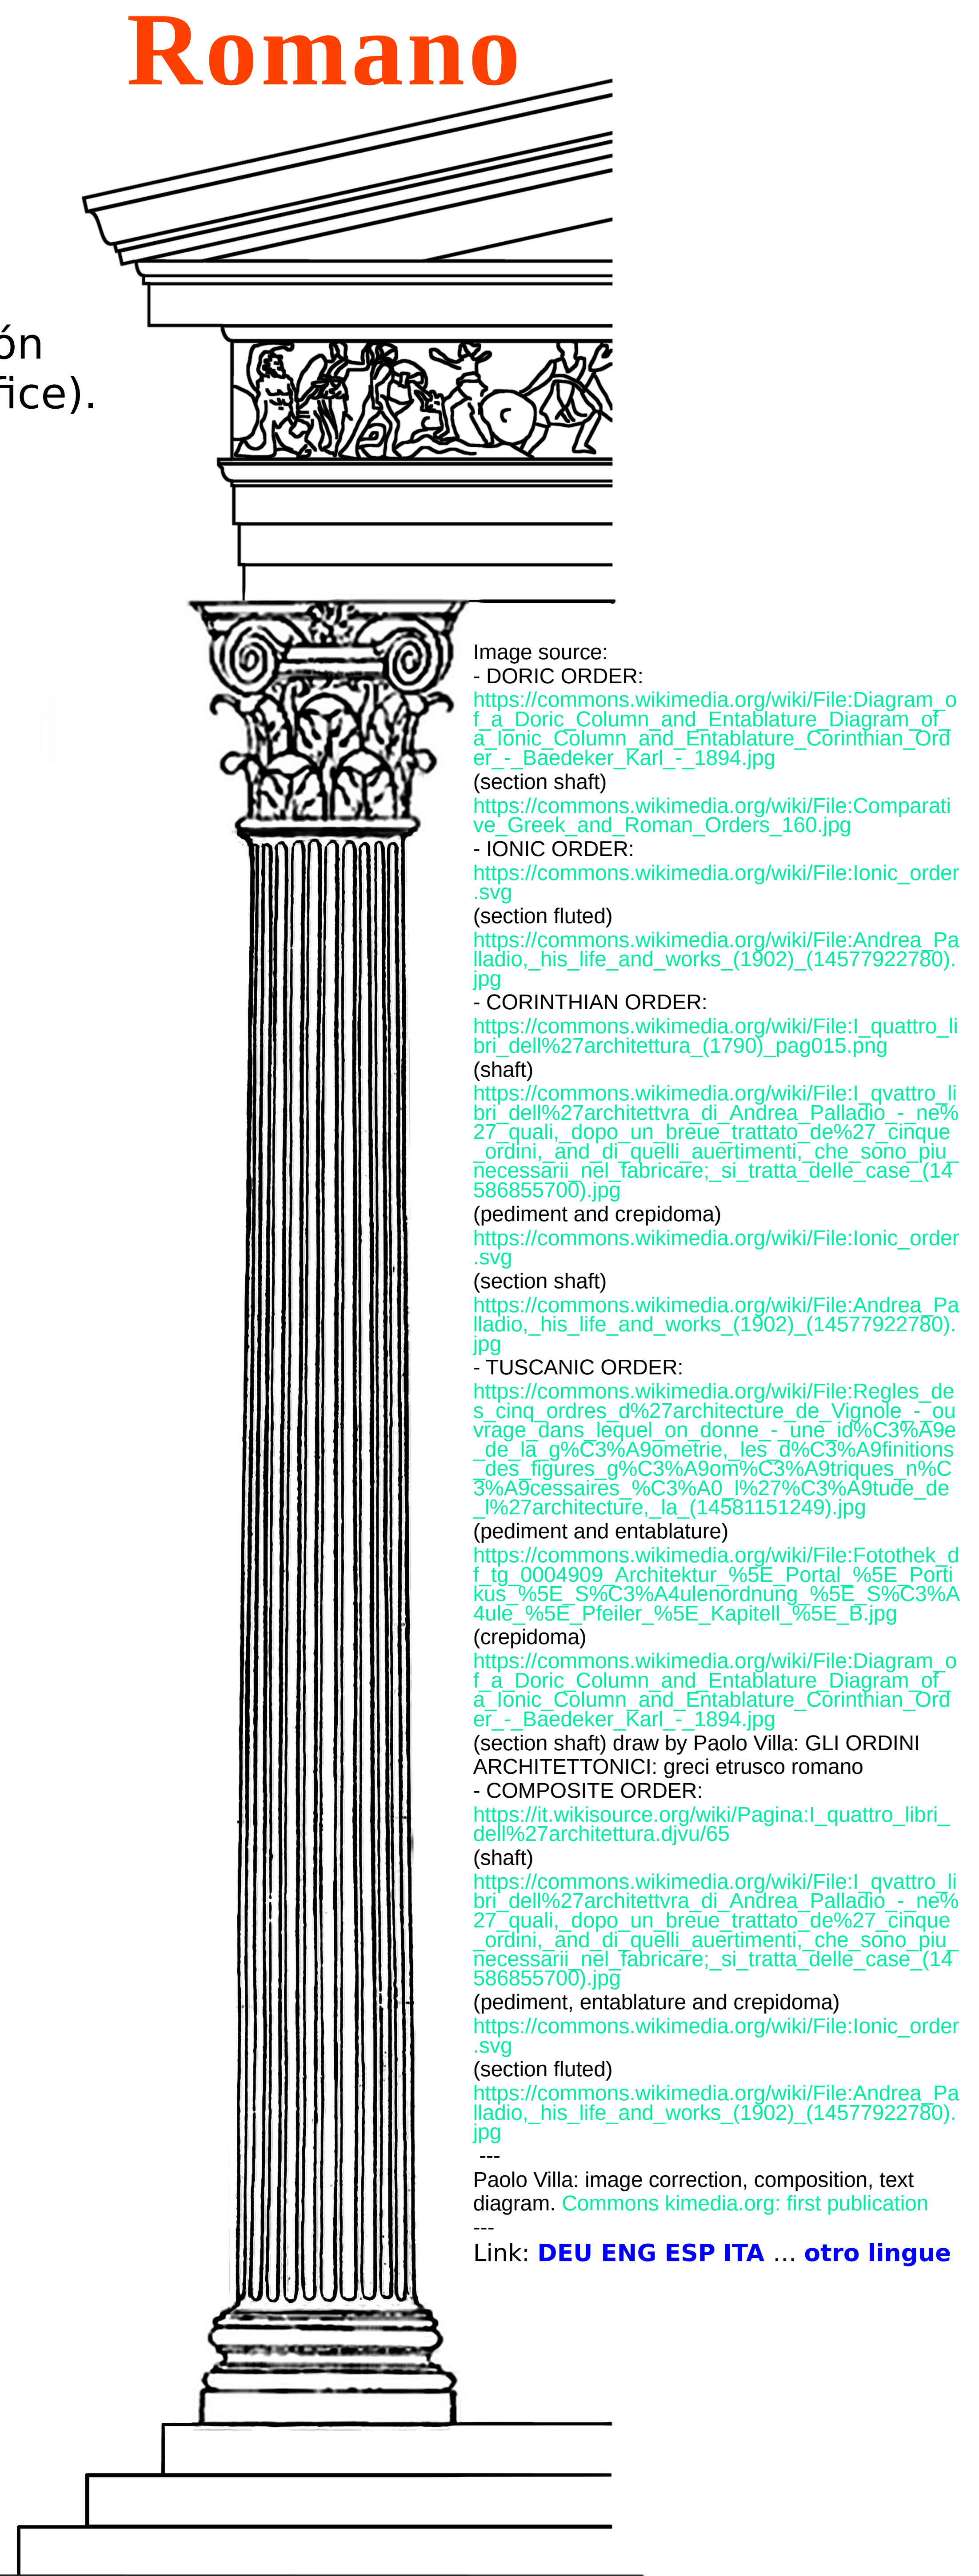 Romano
ón
fice).
Image source:
- DORIC ORDER:
https://commons.wikimedia.org/wiki/File:Diagram_o
f_a_Doric_Column_and_Entablature_Diagram_of_
a_Ionic_Column_and_Entablature_Corinthian_Ord
er_-_Baedeker_Karl_-_1894.jpg
(section shaft)
https://commons.wikimedia.org/wiki/File:Comparati
ve_Greek_and_Roman_Orders_160.jpg
- IONIC ORDER:
https://commons.wikimedia.org/wiki/File:Ionic_order
.svg
(section fluted)
https://commons.wikimedia.org/wiki/File:Andrea_Pa
lladio,_his_life_and_works_(1902)_(14577922780).
jpg
- CORINTHIAN ORDER:
https://commons.wikimedia.org/wiki/File:I_quattro_li
bri_dell%27architettura_(1790)_pag015.png
(shaft)
https://commons.wikimedia.org/wiki/File:I_qvattro_li
bri_dell%27architettvra_di_Andrea_Palladio_-_ne%
27_quali,_dopo_un_breue_trattato_de%27_cinque
_ordini,_and_di_quelli_auertimenti,_che_sono_piu_
necessarii_nel_fabricare;_si_tratta_delle_case_(14
586855700).jpg
(pediment and crepidoma)
https://commons.wikimedia.org/wiki/File:Ionic_order
.svg
(section shaft)
https://commons.wikimedia.org/wiki/File:Andrea_Pa
lladio,_his_life_and_works_(1902)_(14577922780).
jpg
- TUSCANIC ORDER:
https://commons.wikimedia.org/wiki/File:Regles_de
s_cinq_ordres_d%27architecture_de_Vignole_-_ou
vrage_dans_lequel_on_donne_-_une_id%C3%A9e
_de_la_g%C3%A9ometrie,_les_d%C3%A9finitions
_des_figures_g%C3%A9om%C3%A9triques_n%C
3%A9cessaires_%C3%A0_l%27%C3%A9tude_de
_l%27architecture,_la_(14581151249).jpg
(pediment and entablature)
https://commons.wikimedia.org/wiki/File:Fotothek_d
f_tg_0004909_Architektur_%5E_Portal_%5E_Porti
kus_%5E_S%C3%A4ulenordnung_%5E_S%C3%A
4ule_%5E_Pfeiler_%5E_Kapitell_%5E_B.jpg
(crepidoma)
https://commons.wikimedia.org/wiki/File:Diagram_o
f_a_Doric_Column_and_Entablature_Diagram_of_
a_Ionic_Column_and_Entablature_Corinthian_Ord
er_-_Baedeker_Karl_-_1894.jpg
(section shaft) draw by Paolo Villa: GLI ORDINI
ARCHITETTONICI: greci etrusco romano
- COMPOSITE ORDER:
https://it.wikisource.org/wiki/Pagina:I_quattro_libri_
dell%27architettura.djvu/65
(shaft)
https://commons.wikimedia.org/wiki/File:I_qvattro_li
bri_dell%27architettvra_di_Andrea_Palladio_-_ne%
27_quali,_dopo_un_breue_trattato_de%27_cinque
_ordini,_and_di_quelli_auertimenti,_che_sono_piu_
necessarii_nel_fabricare;_si_tratta_delle_case_(14
586855700).jpg
(pediment, entablature and crepidoma)
https://commons.wikimedia.org/wiki/File:Ionic_order
.svg
(section fluted)
https://commons.wikimedia.org/wiki/File:Andrea_Pa
lladio,_his_life_and_works_(1902)_(14577922780).
jpg
---
Paolo Villa: image correction, composition, text
diagram. Commons kimedia.org: first publication
---
Link: DEU ENG ESP ITA ... otro lingue